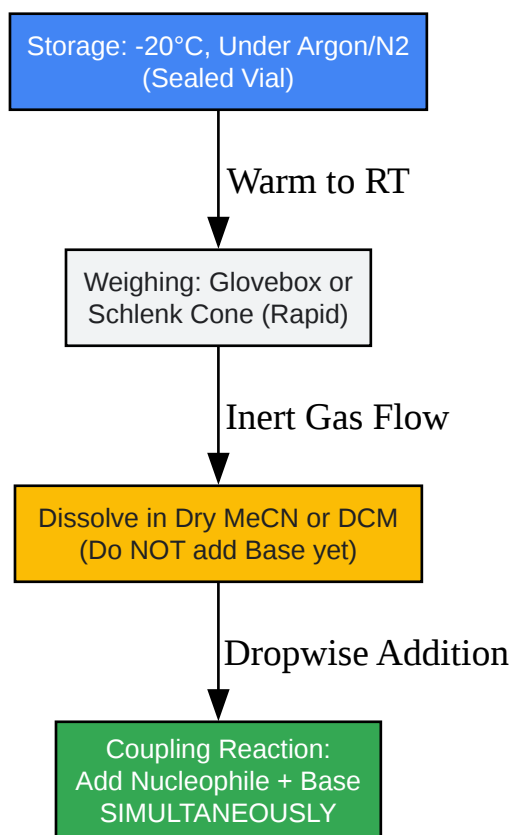 Storage: -20°C, Under Argon/N2
(Sealed Vial)
Warm to RT
Weighing: Glovebox or
Schlenk Cone (Rapid)
Inert Gas Flow
Dissolve in Dry MeCN or DCM
(Do NOT add Base yet)
Dropwise Addition
Coupling Reaction:
Add Nucleophile + Base
SIMULTANEOUSLY